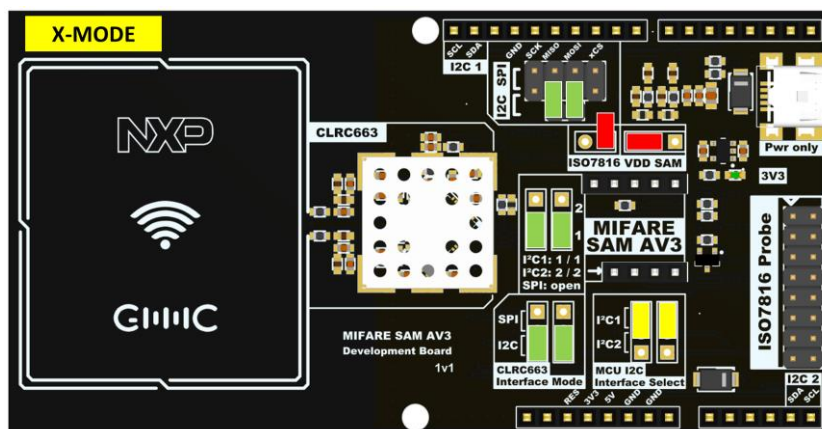 X-MODE
SCL
SDA
GND
SCK
MISO
MOSI
xCS
I2C 1
SPI
I2C
NXP
CLRC663
ISO7816
VDD SAM
Pwr only
3V3
2
1
MIFARE
SAM AV3
I²C1: 1 / 1
I²C2: 2 / 2
SPI: open
ISO7816 Probe
GMMC
MIFARE SAM AV3
Development Board
1v1
SPI
I2C
CLRC663
Interface Mode
I²C1
I²C2
MCU I2C
Interface Select
I2C 2
SDA
SCL
RES
3V3
5V
GND
GND